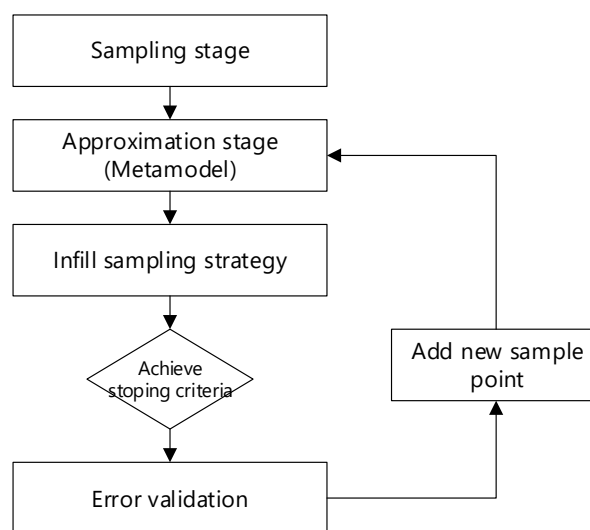 Sampling stage
Approximation stage
(Metamodel)
Infill sampling strategy
Achieve
stoping criteria
Add new sample
point
Error validation